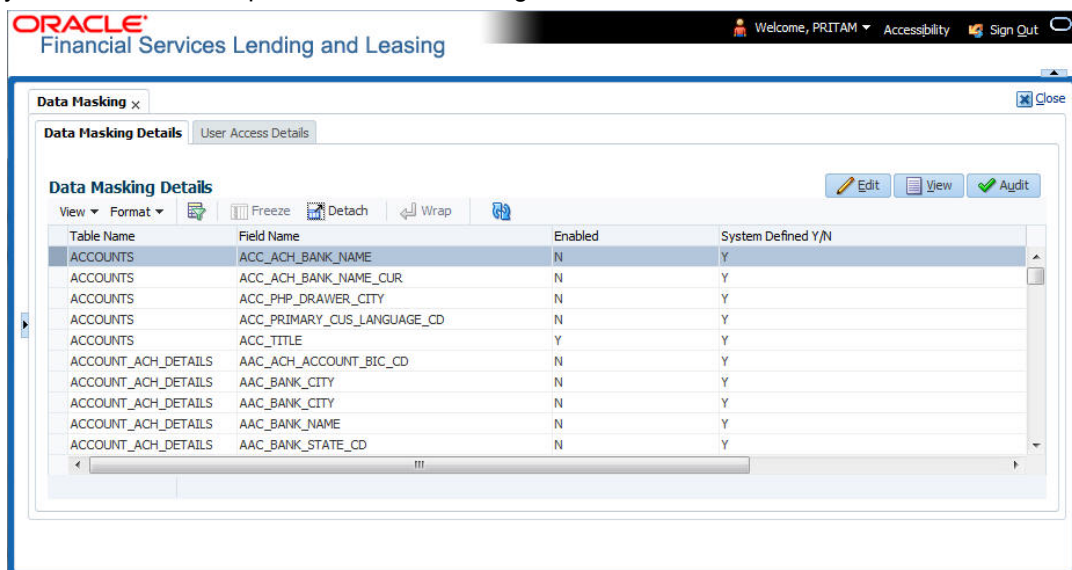 ORACLE
Financial Services Lending and Leasing
Welcome, PRITAM Accessibility Sign Out
Data Masking Close
Data Masking Details User Access Details
Data Masking Details Edit View Audit
View Format Freeze Detach Wrap
Table Name Field Name Enabled System Defined Y/N
ACCOUNTS ACC_ACH_BANK_NAME N Y
ACCOUNTS ACC_ACH_BANK_NAME_CUR N Y
ACCOUNTS ACC_PHP_DRAWER_CITY N Y
ACCOUNTS ACC_PRIMARY_CUS_LANGUAGE_CD N Y
ACCOUNTS ACC_TITLE Y Y
ACCOUNT_ACH_DETAILS AAC_ACH_ACCOUNT_BIC_CD N Y
ACCOUNT_ACH_DETAILS AAC_BANK_CITY N Y
ACCOUNT_ACH_DETAILS AAC_BANK_CITY N Y
ACCOUNT_ACH_DETAILS AAC_BANK_NAME N Y
ACCOUNT_ACH_DETAILS AAC_BANK_STATE_CD N Y